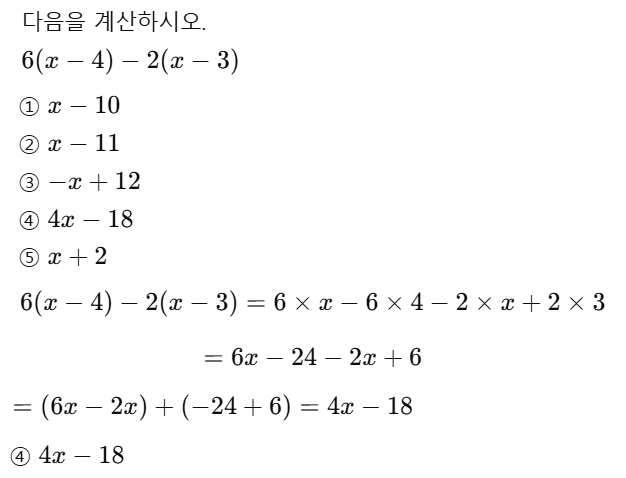 다음을 계산하시오.
6(x − 4) − 2(x − 3)
① x − 10
② x − 11
③ −x + 12
④ 4x − 18
⑤ x + 2
6(x − 4) − 2(x − 3) = 6 × x − 6 × 4 − 2 × x + 2 × 3
= 6x − 24 − 2x + 6
= (6x − 2x) + (−24 + 6) = 4x − 18
④ 4x − 18